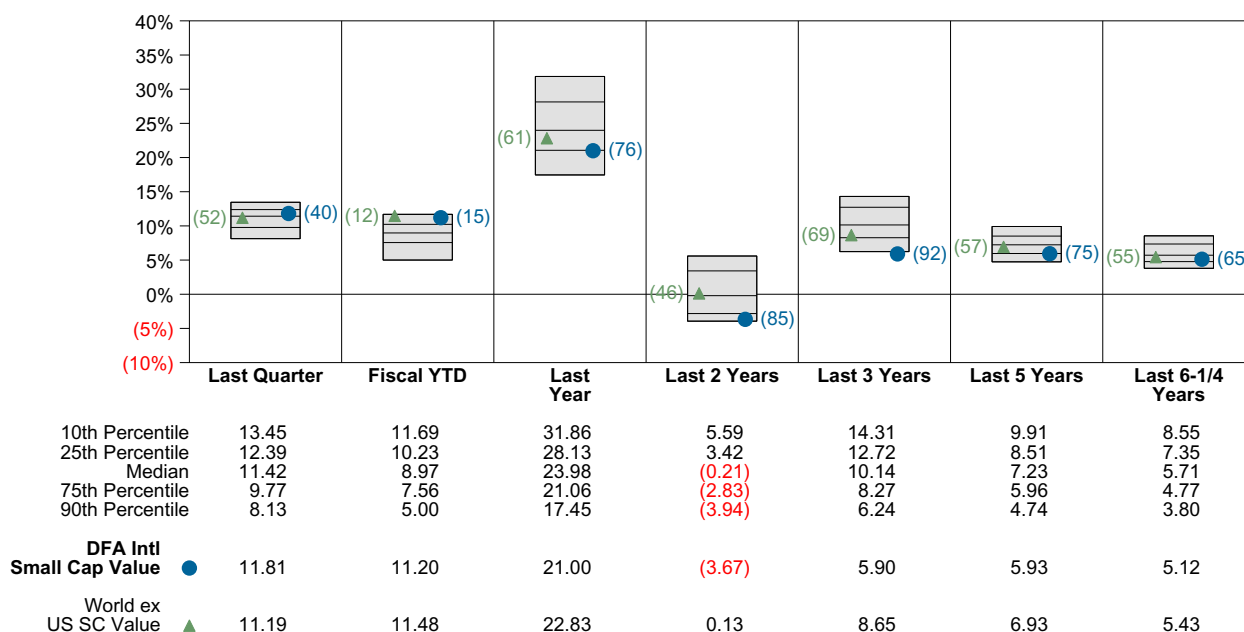 40%
35%
30%
25%
20%
15%
10%
5%
0%
(5%)
(10%)
(52) (40) (12) (15) (61) (76) (46) (85) (69) (92) (57) (75) (55) (65)
Last Quarter Fiscal YTD Last Year Last 2 Years Last 3 Years Last 5 Years Last 6-1/4 Years
10th Percentile 13.45 11.69 31.86 5.59 14.31 9.91 8.55
25th Percentile 12.39 10.23 28.13 3.42 12.72 8.51 7.35
Median 11.42 8.97 23.98 (0.21) 10.14 7.23 5.71
75th Percentile 9.77 7.56 21.06 (2.83) 8.27 5.96 4.77
90th Percentile 8.13 5.00 17.45 (3.94) 6.24 4.74 3.80
DFA Intl
Small Cap Value 11.81 11.20 21.00 (3.67) 5.90 5.93 5.12
World ex
US SC Value 11.19 11.48 22.83 0.13 8.65 6.93 5.43